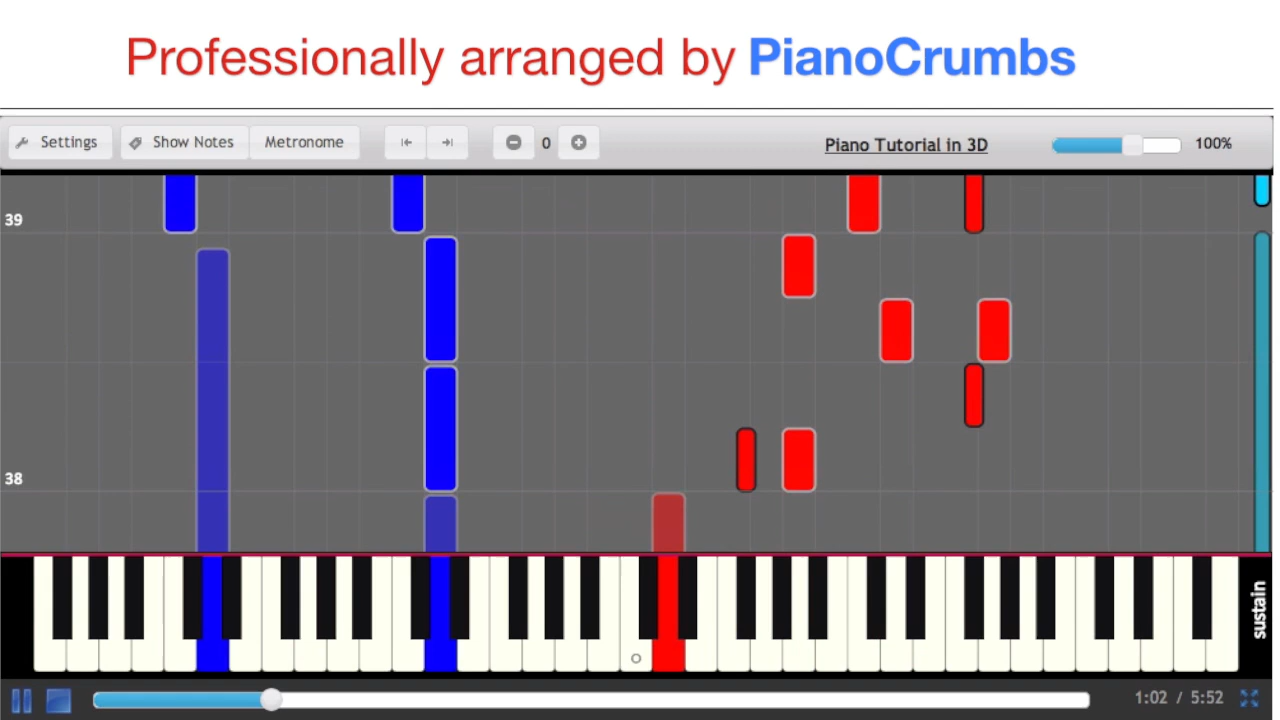 Professionally arranged by PianoCrumbs
Settings Show Notes Metronome 0 Piano Tutorial in 3D 100%
39
38
sustain
1:02 / 5:52